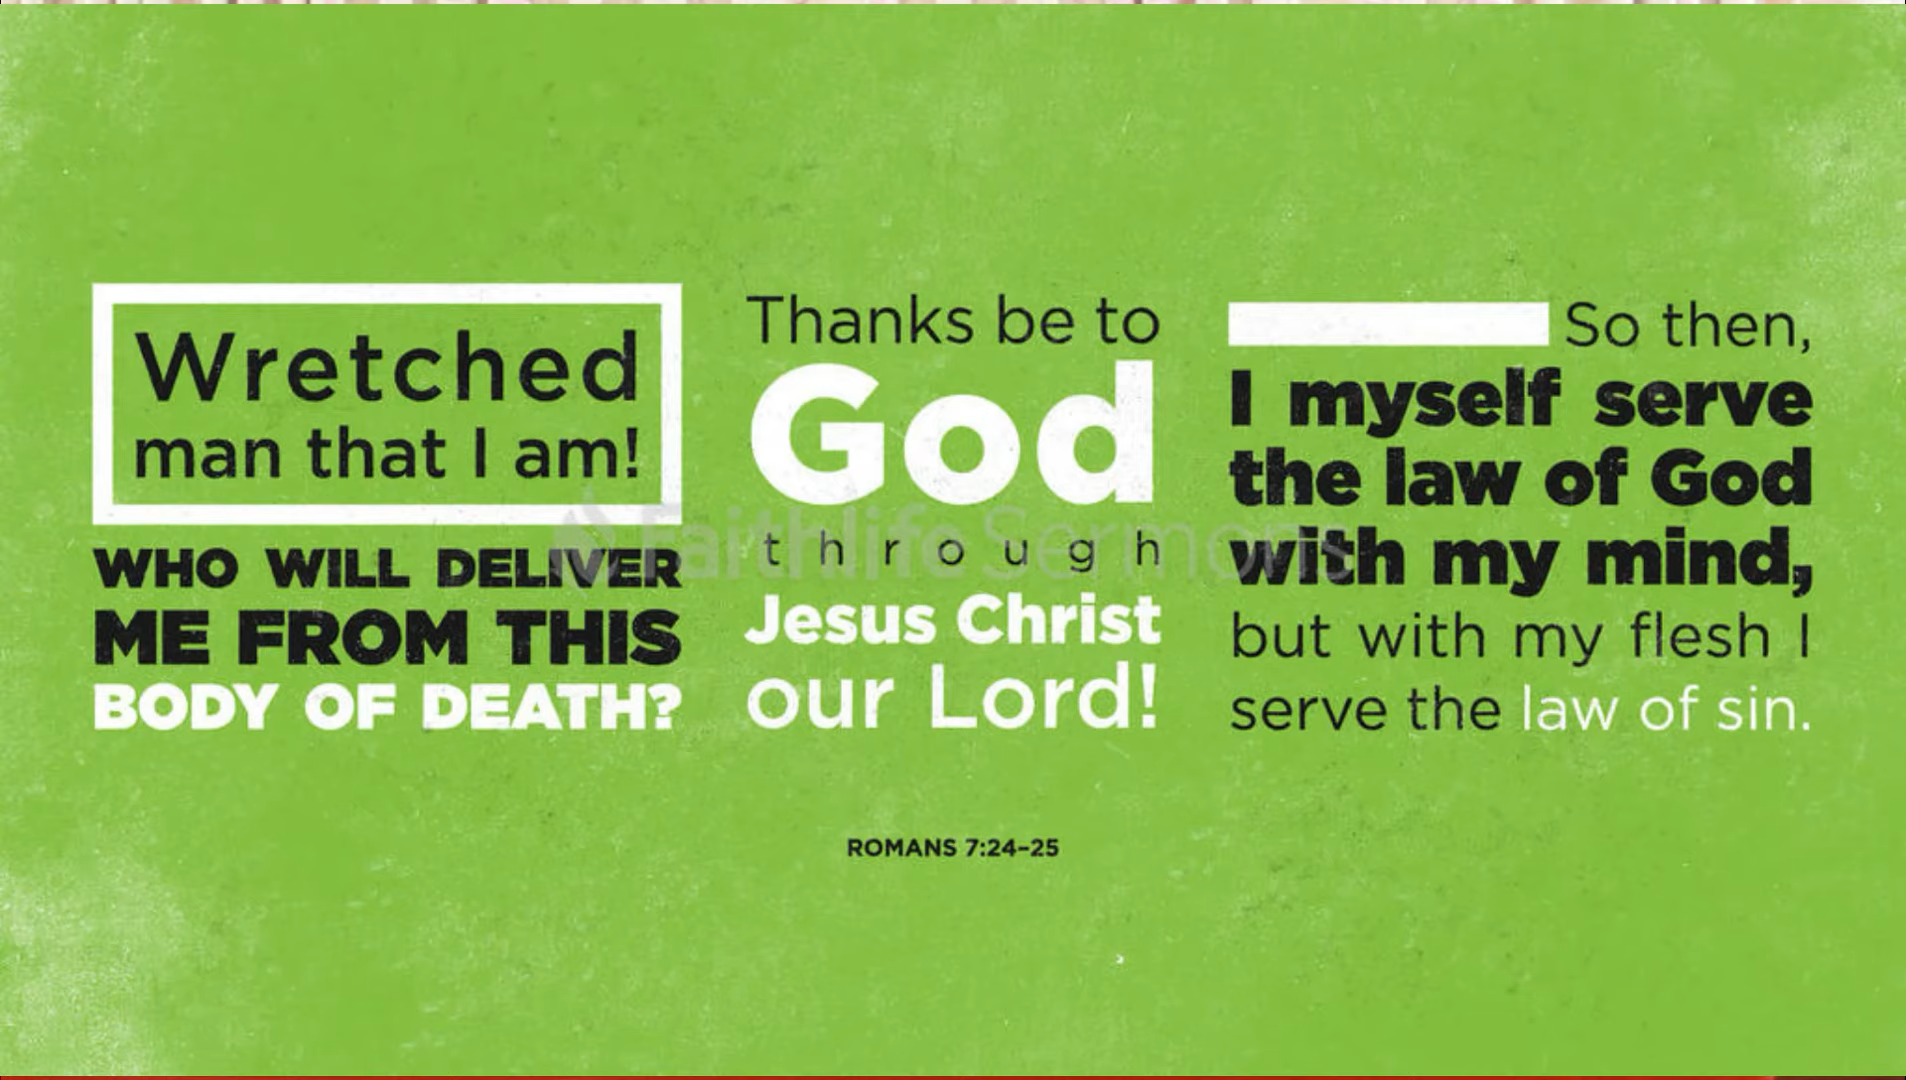 Wretched
man that I am!
WHO WILL DELIVER
ME FROM THIS
BODY OF DEATH?
Thanks be to
God
through
Jesus Christ
our Lord!
So then,
I myself serve
the law of God
with my mind,
but with my flesh I
serve the law of sin.
ROMANS 7:24–25
Faithlife Sermons